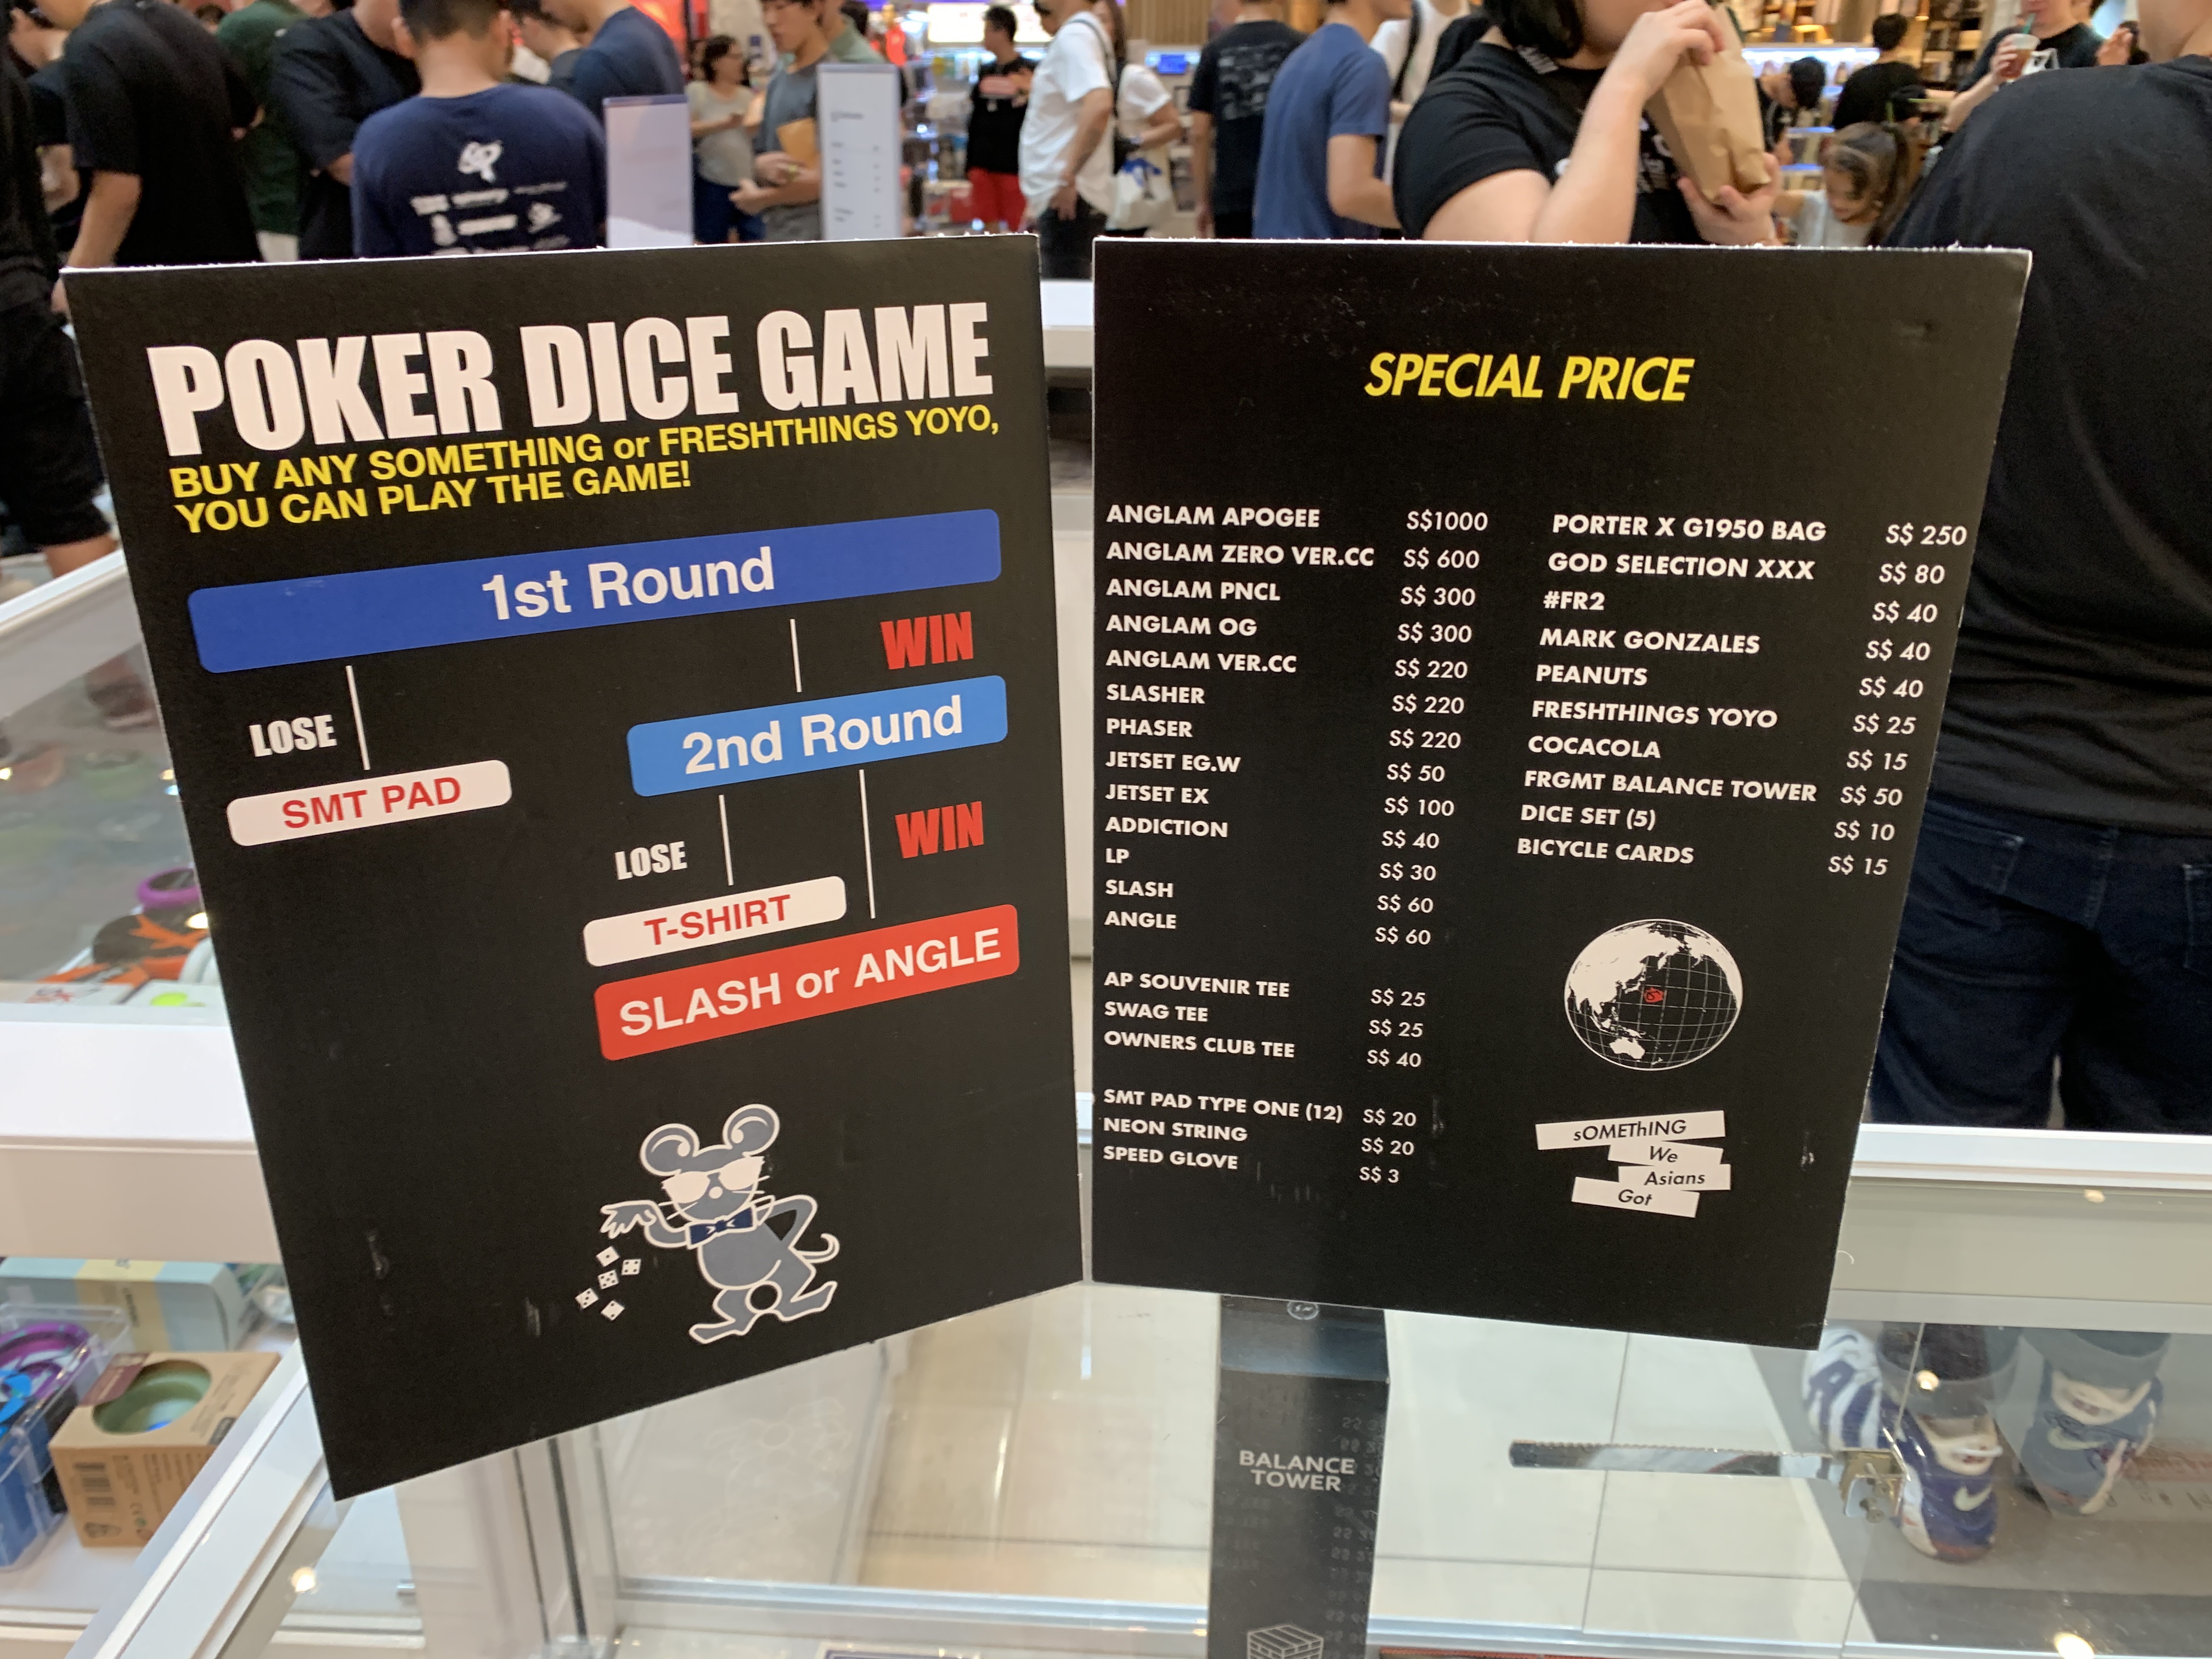 POKER DICE GAME
BUY ANY SOMETHING or FRESHTHINGS YOYO,
YOU CAN PLAY THE GAME!
1st Round
WIN
LOSE
2nd Round
SMT PAD
WIN
LOSE
T-SHIRT
SLASH or ANGLE
SPECIAL PRICE
ANGLAM APOGEE S$1000
ANGLAM ZERO VER.CC S$ 600
ANGLAM PNCL S$ 300
ANGLAM OG S$ 300
ANGLAM VER.CC S$ 220
SLASHER S$ 220
PHASER S$ 220
JETSET EG.W S$ 50
JETSET EX S$ 100
ADDICTION S$ 40
LP S$ 30
SLASH S$ 60
ANGLE S$ 60
AP SOUVENIR TEE S$ 25
SWAG TEE S$ 25
OWNERS CLUB TEE S$ 40
SMT PAD TYPE ONE (12) S$ 20
NEON STRING S$ 20
SPEED GLOVE S$ 3
PORTER X G1950 BAG S$ 250
GOD SELECTION XXX S$ 80
#FR2 S$ 40
MARK GONZALES S$ 40
PEANUTS S$ 40
FRESHTHINGS YOYO S$ 25
COCACOLA S$ 15
FRGMT BALANCE TOWER S$ 50
DICE SET (5) S$ 10
BICYCLE CARDS S$ 15
sOMEThING
We
Asians
Got
BALANCE
TOWER